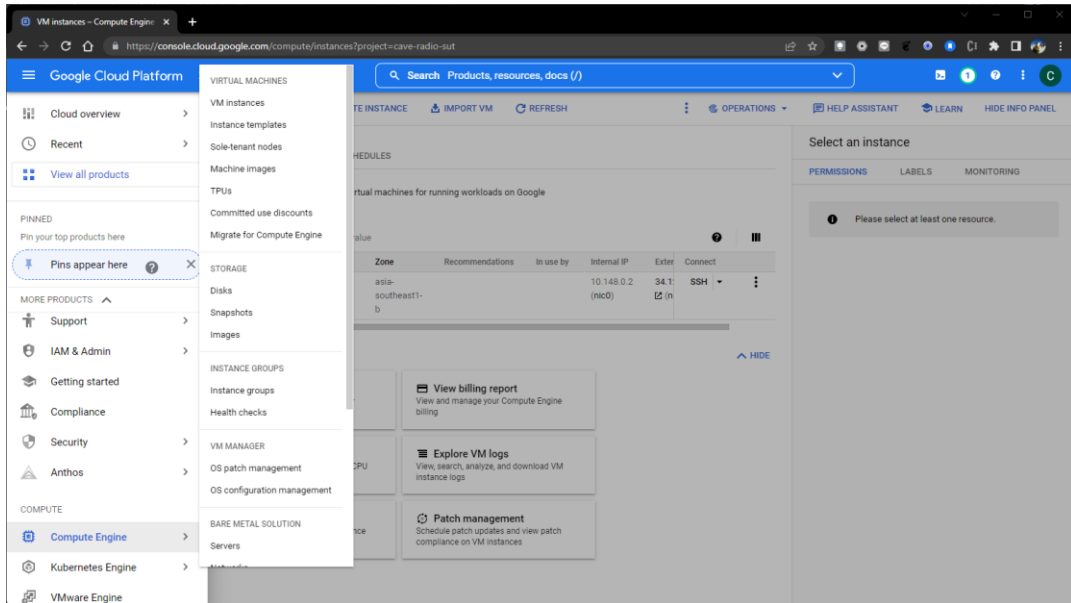 VM instances – Compute Engine
https://console.cloud.google.com/compute/instances?project=cave-radio-sut
Google Cloud Platform
Search Products, resources, docs (/)
1
C
Cloud overview
Recent
View all products
PINNED
Pin your top products here
Pins appear here
MORE PRODUCTS
Support
IAM & Admin
Getting started
Compliance
Security
Anthos
COMPUTE
Compute Engine
Kubernetes Engine
VMware Engine
VIRTUAL MACHINES
VM instances
Instance templates
Sole-tenant nodes
Machine images
TPUs
Committed use discounts
Migrate for Compute Engine
STORAGE
Disks
Snapshots
Images
INSTANCE GROUPS
Instance groups
Health checks
VM MANAGER
OS patch management
OS configuration management
BARE METAL SOLUTION
Servers
TE INSTANCE
IMPORT VM
REFRESH
OPERATIONS
HELP ASSISTANT
LEARN
HIDE INFO PANEL
HEDULES
rtual machines for running workloads on Google
value
Zone
Recommendations
In use by
Internal IP
Exter
Connect
asia-
southeast1-
b
10.148.0.2
(nic0)
34.1
(n
SSH
HIDE
View billing report
View and manage your Compute Engine
billing
CPU
Explore VM logs
View, search, analyze, and download VM
instance logs
nce
Patch management
Schedule patch updates and view patch
compliance on VM instances
Select an instance
PERMISSIONS
LABELS
MONITORING
Please select at least one resource.